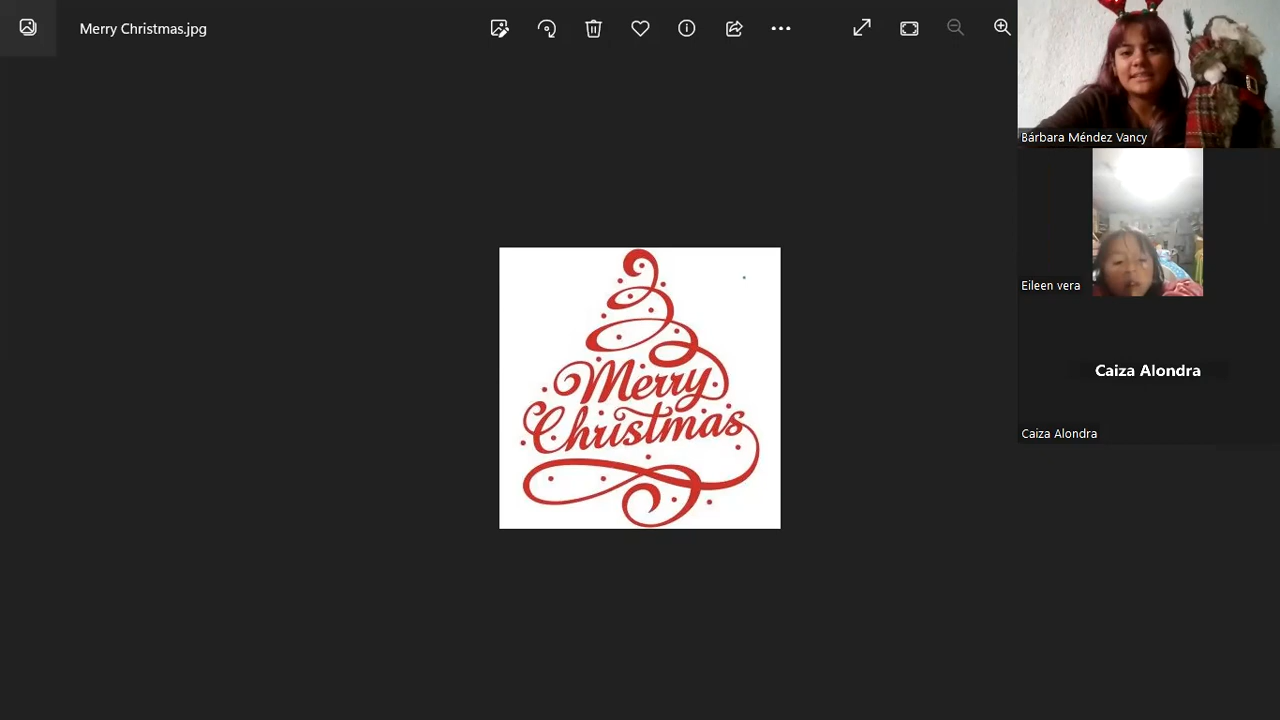 Merry Christmas.jpg
Bárbara Méndez Vancy
Eileen vera
Caiza Alondra
Caiza Alondra
Merry
Christmas